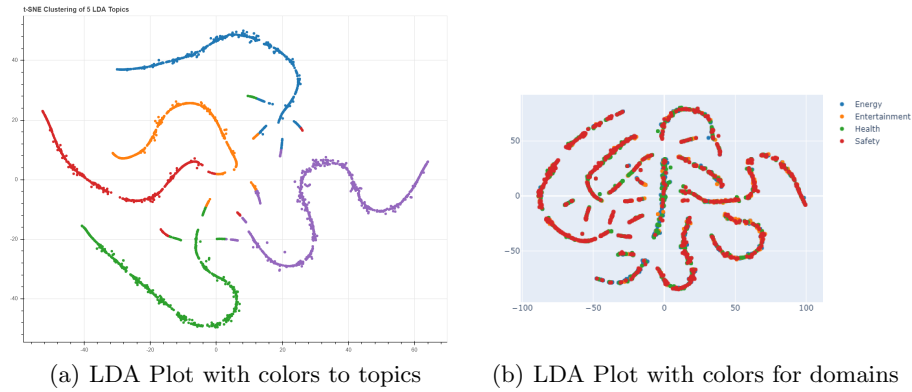 t-SNE Clustering of 5 LDA Topics
40
20
0
-20
-40
-40
-20
0
20
40
60
(a) LDA Plot with colors to topics
50
0
−50
−100
−50
0
50
100
Energy
Entertainment
Health
Safety
(b) LDA Plot with colors for domains